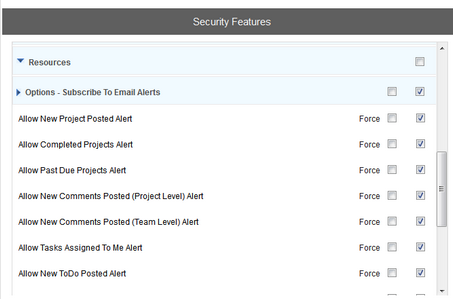 Security Features
Resources
Options - Subscribe To Email Alerts
Allow New Project Posted Alert Force
Allow Completed Projects Alert Force
Allow Past Due Projects Alert Force
Allow New Comments Posted (Project Level) Alert Force
Allow New Comments Posted (Team Level) Alert Force
Allow Tasks Assigned To Me Alert Force
Allow New ToDo Posted Alert Force